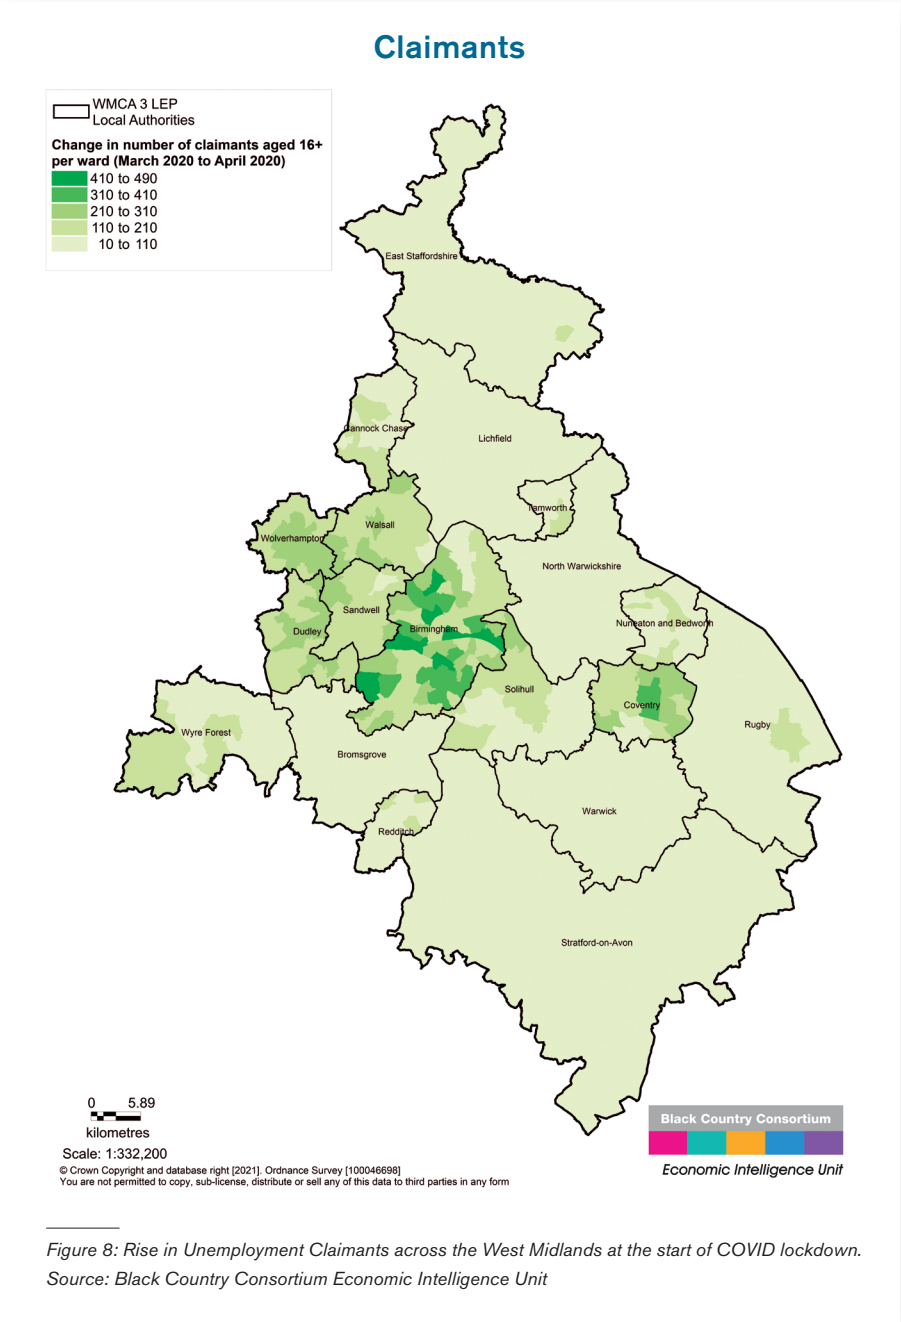 Claimants
WMCA 3 LEP
Local Authorities
Change in number of claimants aged 16+
per ward (March 2020 to April 2020)
410 to 490
310 to 410
210 to 310
110 to 210
10 to 110
East Staffordshire
Cannock Chase
Lichfield
Tamworth
Walsall
Wolverhampton
North Warwickshire
Sandwell
Nuneaton and Bedworth
Birmingham
Dudley
Solihull
Coventry
Rugby
Wyre Forest
Bromsgrove
Warwick
Redditch
Stratford-on-Avon
0 5.89
kilometres
Scale: 1:332,200
© Crown Copyright and database right [2021]. Ordnance Survey [100046698]
You are not permitted to copy, sub-license, distribute or sell any of this data to third parties in any form
Black Country Consortium
Economic Intelligence Unit
Figure 8: Rise in Unemployment Claimants across the West Midlands at the start of COVID lockdown.
Source: Black Country Consortium Economic Intelligence Unit